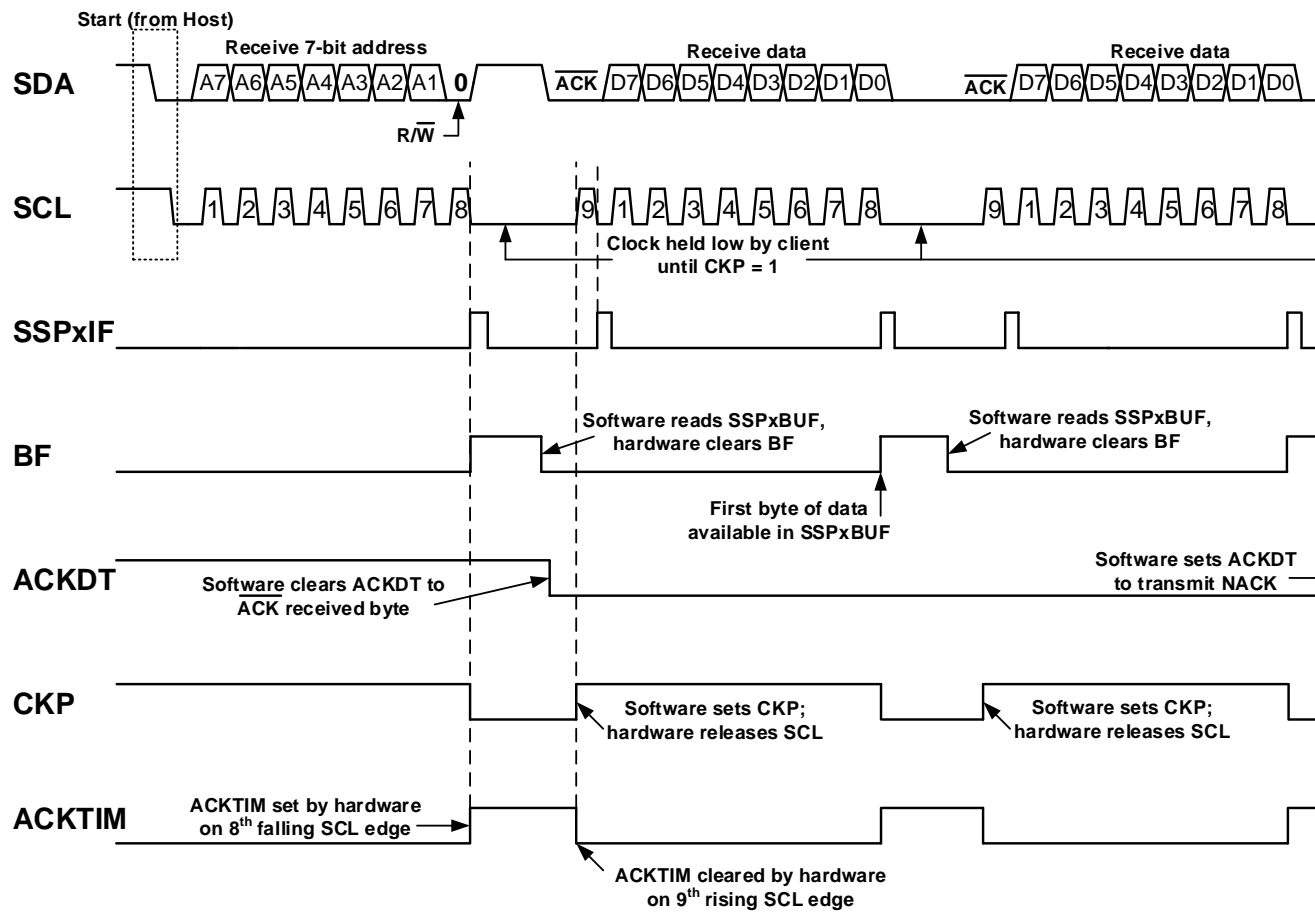 Start (from Host)
Receive 7-bit address
Receive data
Receive data
SDA
A7 A6 A5 A4 A3 A2 A1 0 ACK D7 D6 D5 D4 D3 D2 D1 D0 ACK D7 D6 D5 D4 D3 D2 D1 D0
R/W
SCL
1 2 3 4 5 6 7 8 9 1 2 3 4 5 6 7 8 9 1 2 3 4 5 6 7 8
Clock held low by client
until CKP = 1
SSPxIF
BF
Software reads SSPxBUF,
hardware clears BF
Software reads SSPxBUF,
hardware clears BF
First byte of data
available in SSPxBUF
ACKDT
Software clears ACKDT to
ACK received byte
Software sets ACKDT
to transmit NACK
CKP
Software sets CKP;
hardware releases SCL
Software sets CKP;
hardware releases SCL
ACKTIM
ACKTIM set by hardware
on 8th falling SCL edge
ACKTIM cleared by hardware
on 9th rising SCL edge